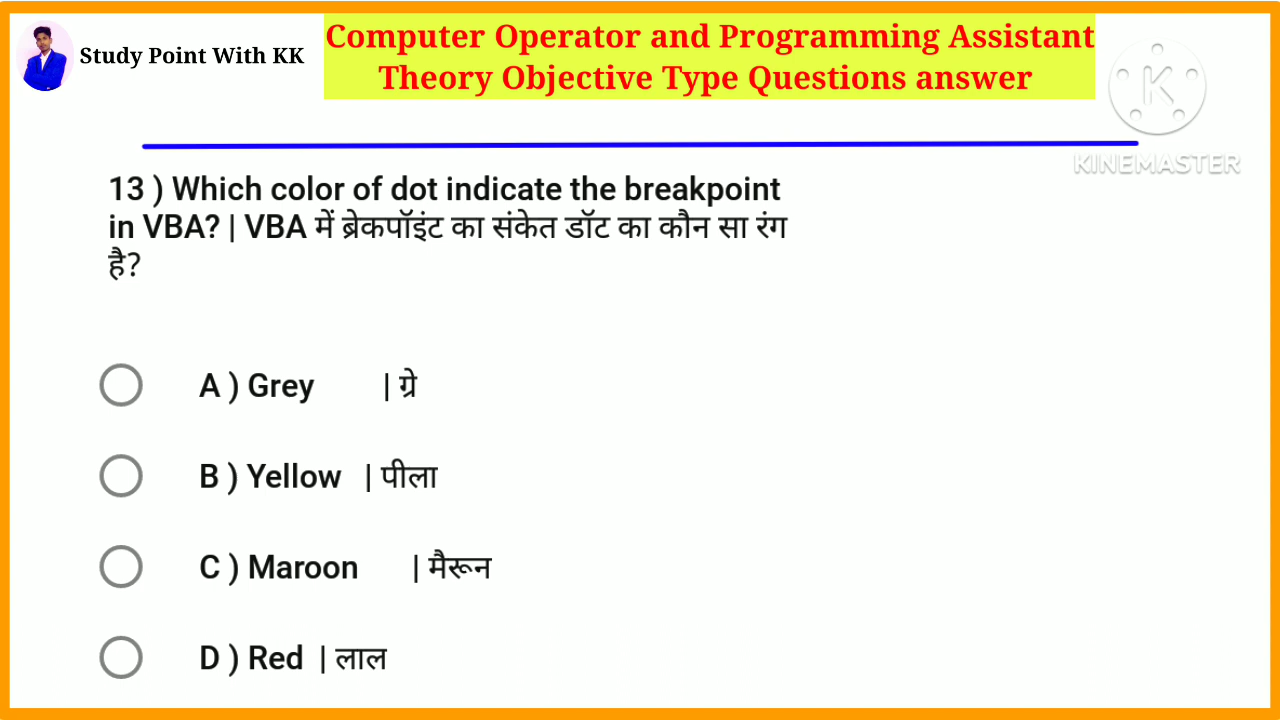 Study Point With KK
Computer Operator and Programming Assistant
Theory Objective Type Questions answer
K
KINEMASTER
13 ) Which color of dot indicate the breakpoint
in VBA? | VBA में ब्रेकपॉइंट का संकेत डॉट का कौन सा रंग
है?
A ) Grey | ग्रे
B ) Yellow | पीला
C ) Maroon | मैरून
D ) Red | लाल